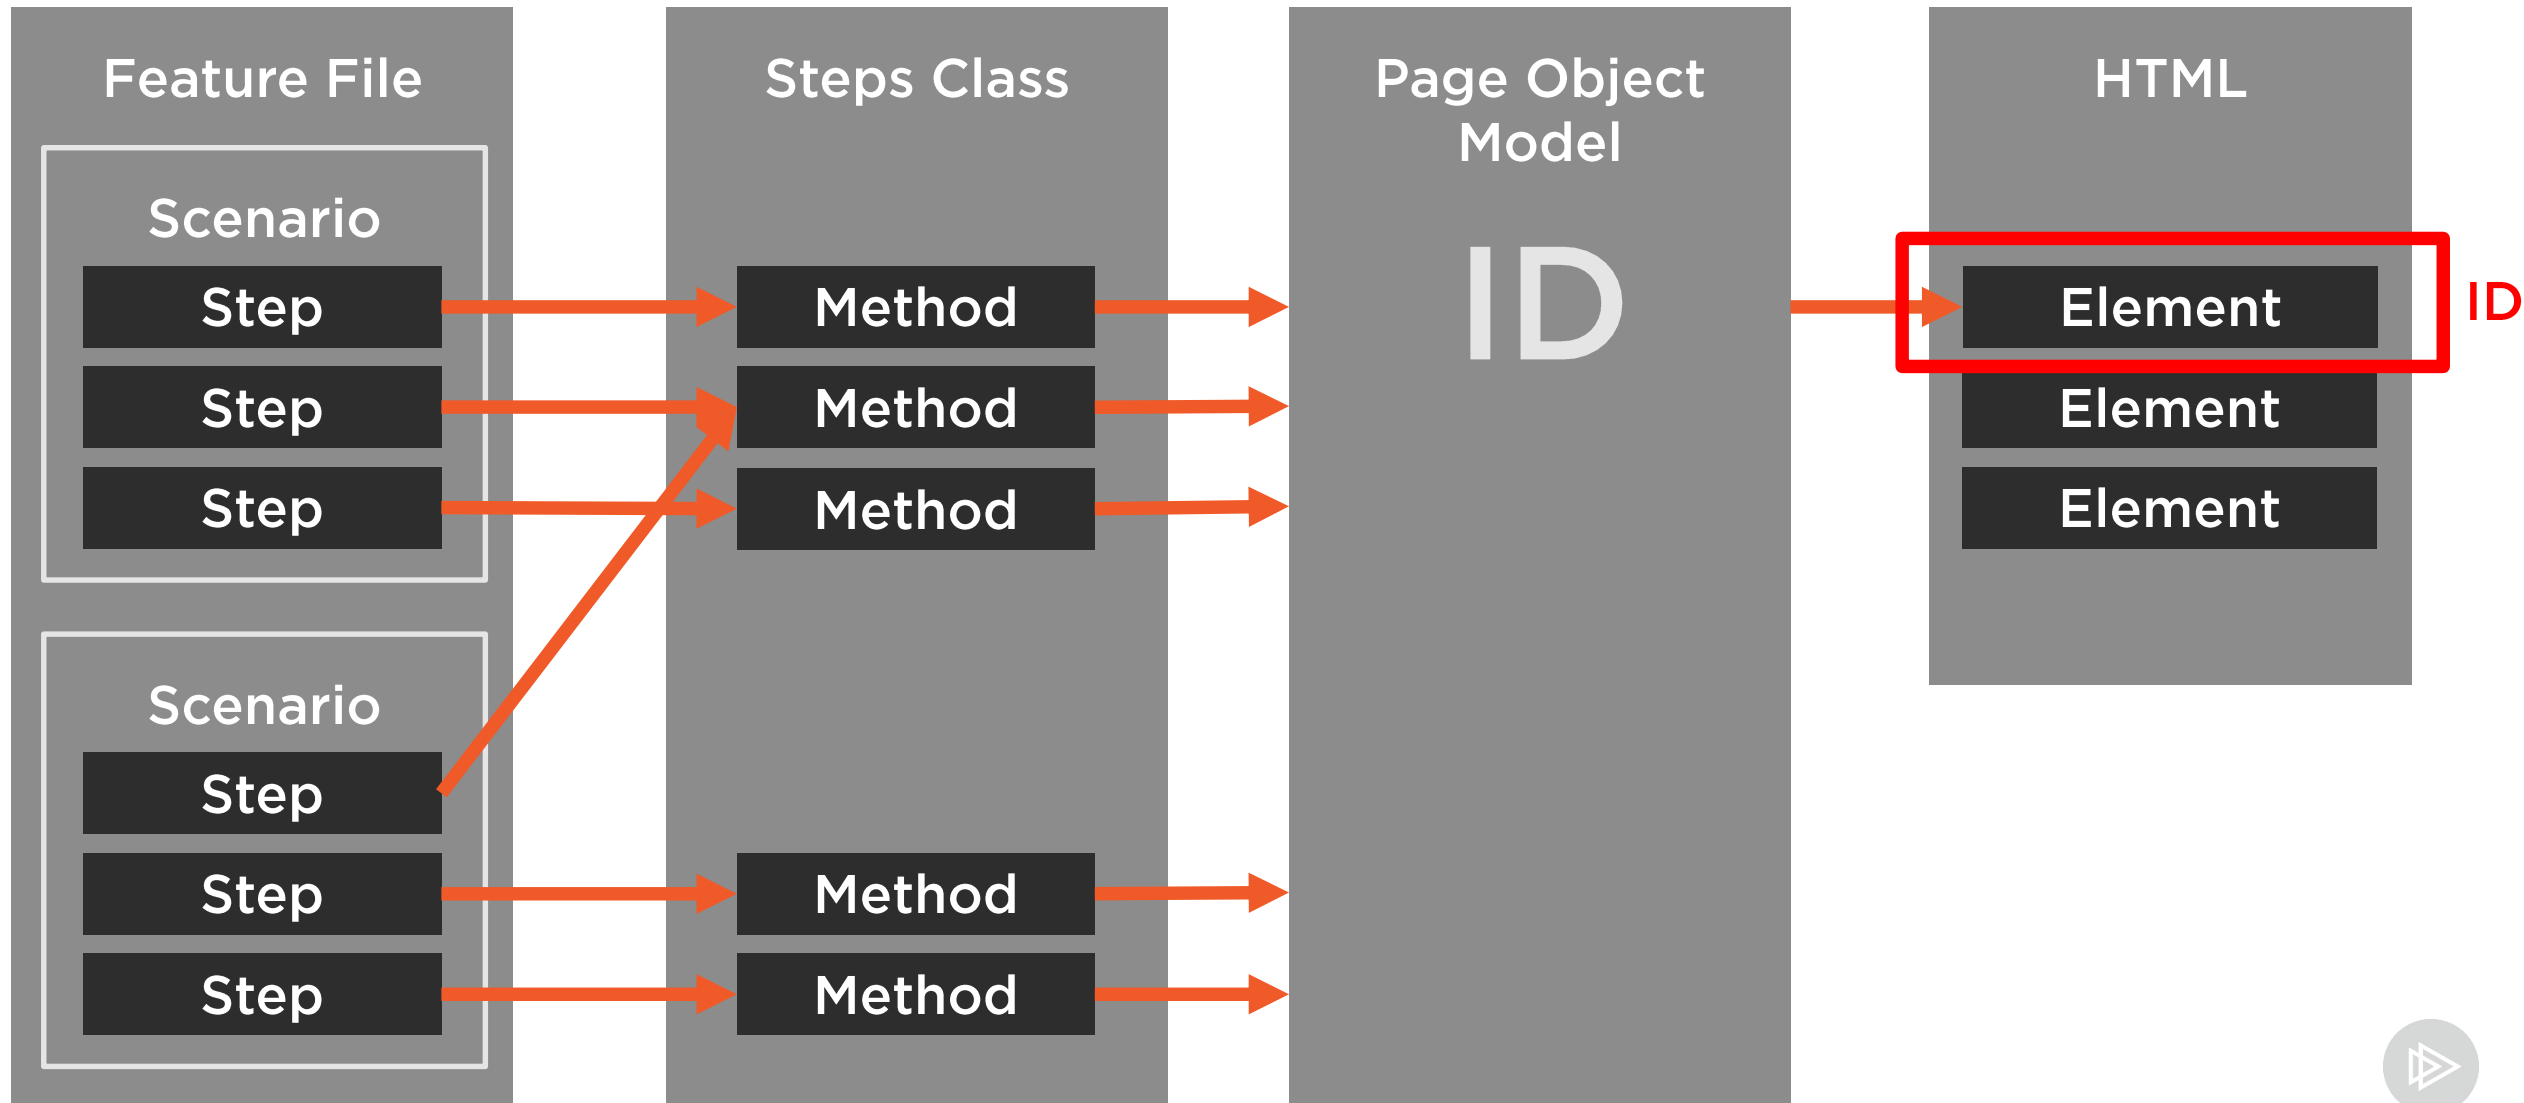 Feature File
Scenario
Step
Step
Step
Scenario
Step
Step
Step
Steps Class
Method
Method
Method
Method
Method
Page Object
Model
ID
HTML
Element
Element
Element
ID